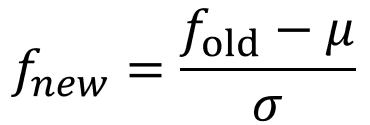 f_new = (f_old − μ) / σ